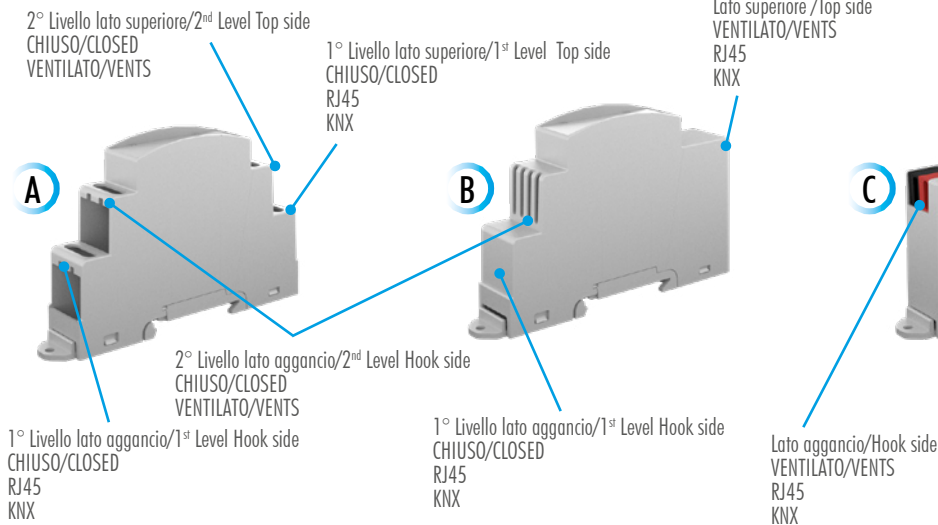 2° Livello lato superiore/2nd Level Top side
CHIUSO/CLOSED
VENTILATO/VENTS
1° Livello lato superiore/1st Level Top side
CHIUSO/CLOSED
RJ45
KNX
Lato superiore /Top side
VENTILATO/VENTS
RJ45
KNX
A
B
C
2° Livello lato aggancio/2nd Level Hook side
CHIUSO/CLOSED
VENTILATO/VENTS
1° Livello lato aggancio/1st Level Hook side
CHIUSO/CLOSED
RJ45
KNX
1° Livello lato aggancio/1st Level Hook side
CHIUSO/CLOSED
RJ45
KNX
Lato aggancio/Hook side
VENTILATO/VENTS
RJ45
KNX